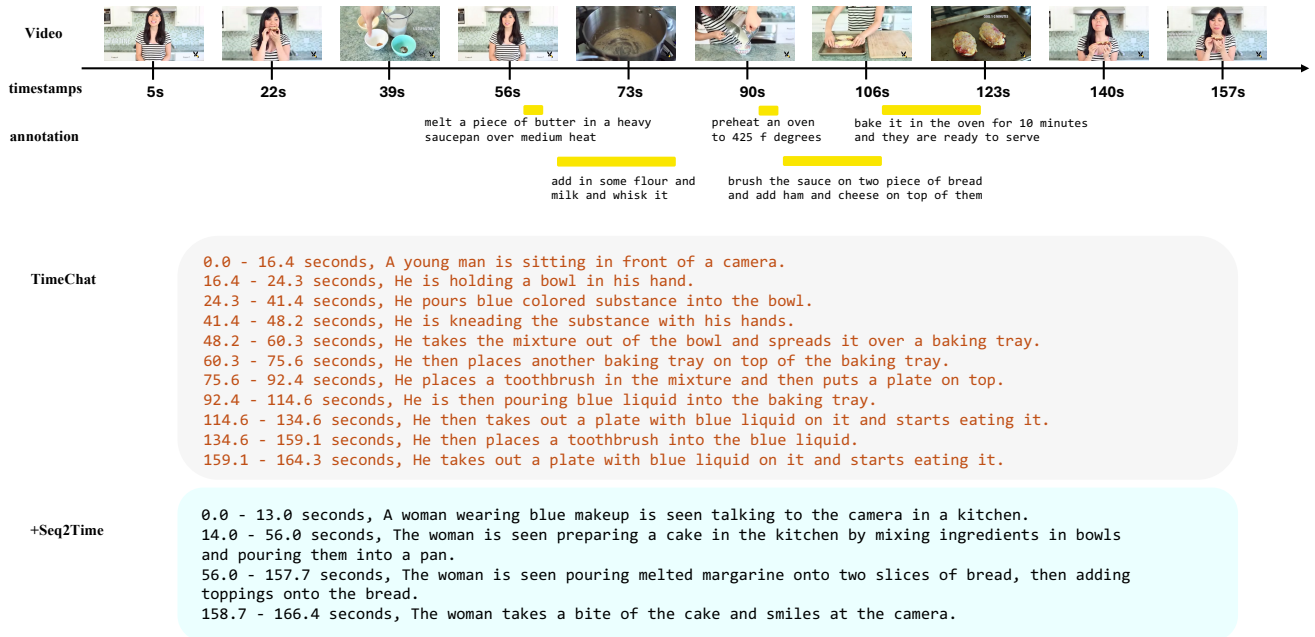 Video
timestamps
5s 22s 39s 56s 73s 90s 106s 123s 140s 157s
annotation
melt a piece of butter in a heavy
saucepan over medium heat
preheat an oven
to 425 f degrees
bake it in the oven for 10 minutes
and they are ready to serve
add in some flour and
milk and whisk it
brush the sauce on two piece of bread
and add ham and cheese on top of them
TimeChat
0.0 - 16.4 seconds, A young man is sitting in front of a camera.
16.4 - 24.3 seconds, He is holding a bowl in his hand.
24.3 - 41.4 seconds, He pours blue colored substance into the bowl.
41.4 - 48.2 seconds, He is kneading the substance with his hands.
48.2 - 60.3 seconds, He takes the mixture out of the bowl and spreads it over a baking tray.
60.3 - 75.6 seconds, He then places another baking tray on top of the baking tray.
75.6 - 92.4 seconds, He places a toothbrush in the mixture and then puts a plate on top.
92.4 - 114.6 seconds, He is then pouring blue liquid into the baking tray.
114.6 - 134.6 seconds, He then takes out a plate with blue liquid on it and starts eating it.
134.6 - 159.1 seconds, He then places a toothbrush into the blue liquid.
159.1 - 164.3 seconds, He takes out a plate with blue liquid on it and starts eating it.
+Seq2Time
0.0 - 13.0 seconds, A woman wearing blue makeup is seen talking to the camera in a kitchen.
14.0 - 56.0 seconds, The woman is seen preparing a cake in the kitchen by mixing ingredients in bowls
and pouring them into a pan.
56.0 - 157.7 seconds, The woman is seen pouring melted margarine onto two slices of bread, then adding
toppings onto the bread.
158.7 - 166.4 seconds, The woman takes a bite of the cake and smiles at the camera.